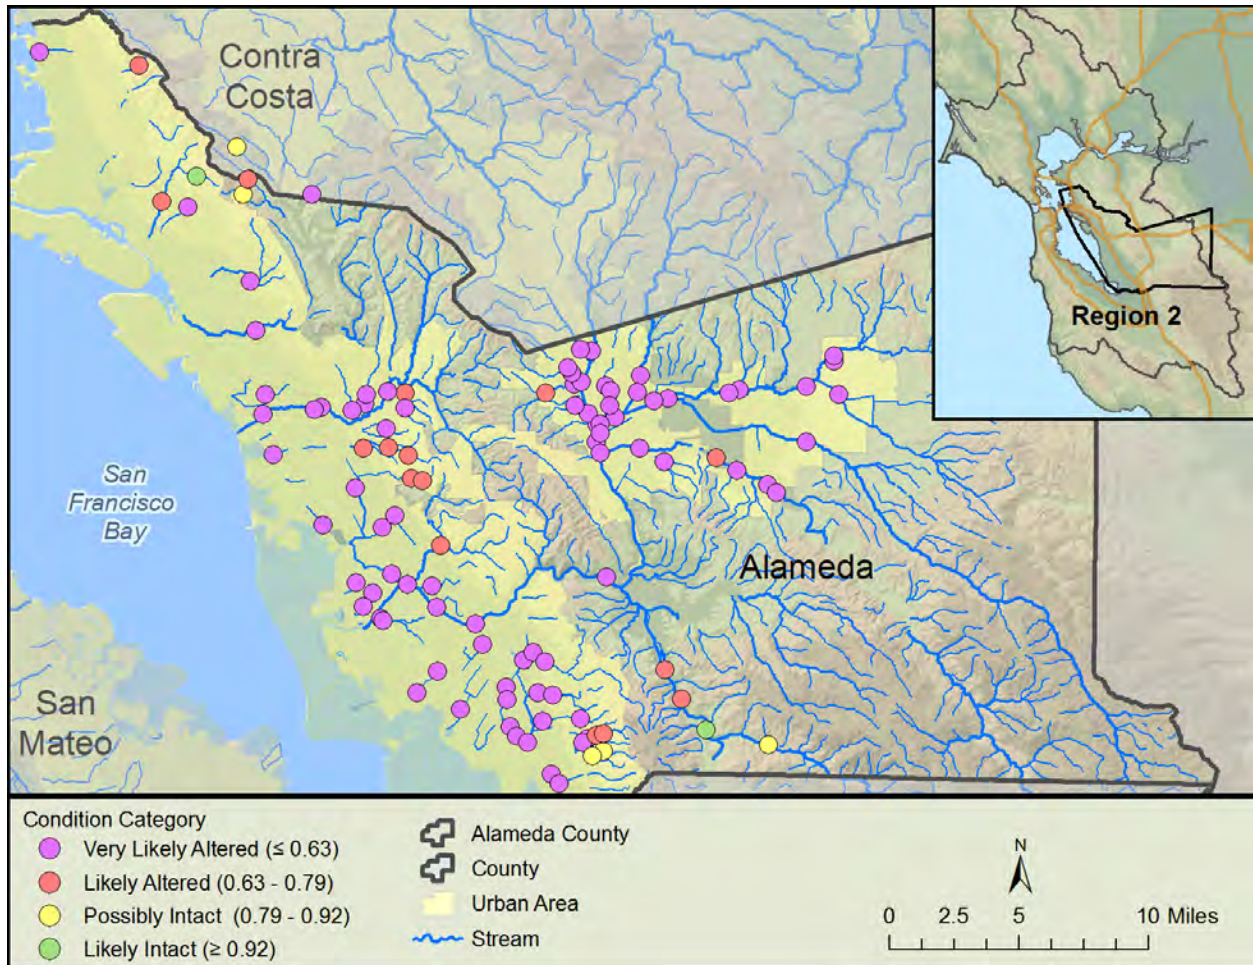 Contra
Costa
Region 2
San
Francisco
Bay
Alameda
San
Mateo
Condition Category
Very Likely Altered (≤ 0.63)
Likely Altered (0.63 - 0.79)
Possibly Intact (0.79 - 0.92)
Likely Intact (≥ 0.92)
Alameda County
County
Urban Area
Stream
N
0 2.5 5 10 Miles